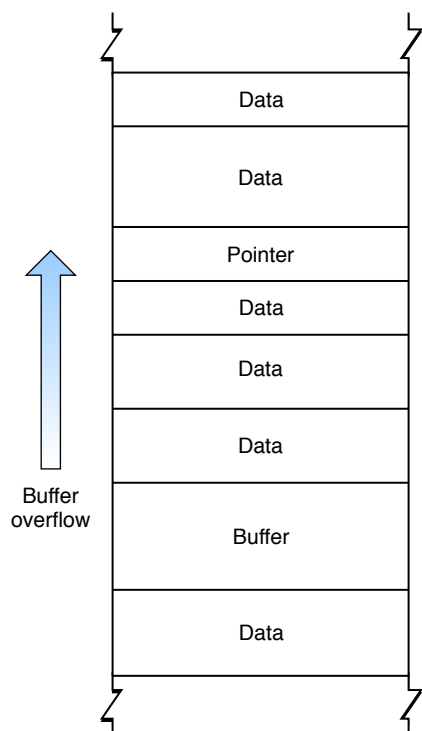 Data
Data
Pointer
Data
Data
Data
Buffer
overflow
Buffer
Data